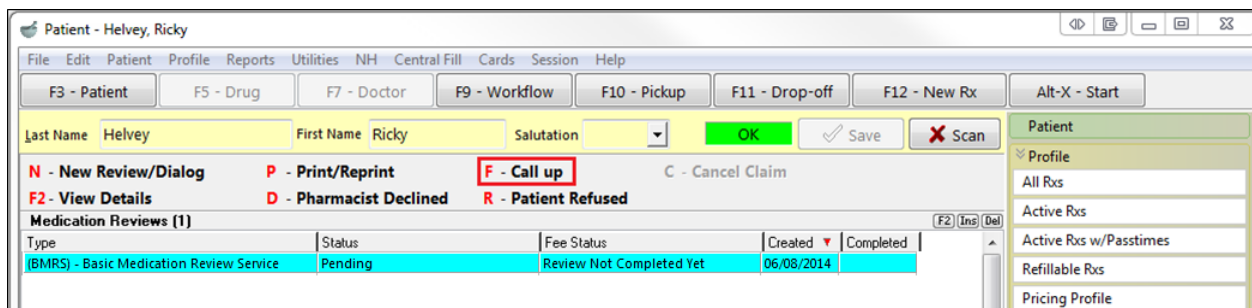 Patient - Helvey, Ricky
File Edit Patient Profile Reports Utilities NH Central Fill Cards Session Help
F3 - Patient F5 - Drug F7 - Doctor F9 - Workflow F10 - Pickup F11 - Drop-off F12 - New Rx Alt-X - Start
Last Name Helvey First Name Ricky Salutation OK Save Scan
N - New Review/Dialog P - Print/Reprint F - Call up C - Cancel Claim
F2 - View Details D - Pharmacist Declined R - Patient Refused
Medication Reviews (1) F2 Ins Del
Type Status Fee Status Created Completed
(BMRS) - Basic Medication Review Service Pending Review Not Completed Yet 06/08/2014
Patient
Profile
All Rxs
Active Rxs
Active Rxs w/Passtimes
Refillable Rxs
Pricing Profile